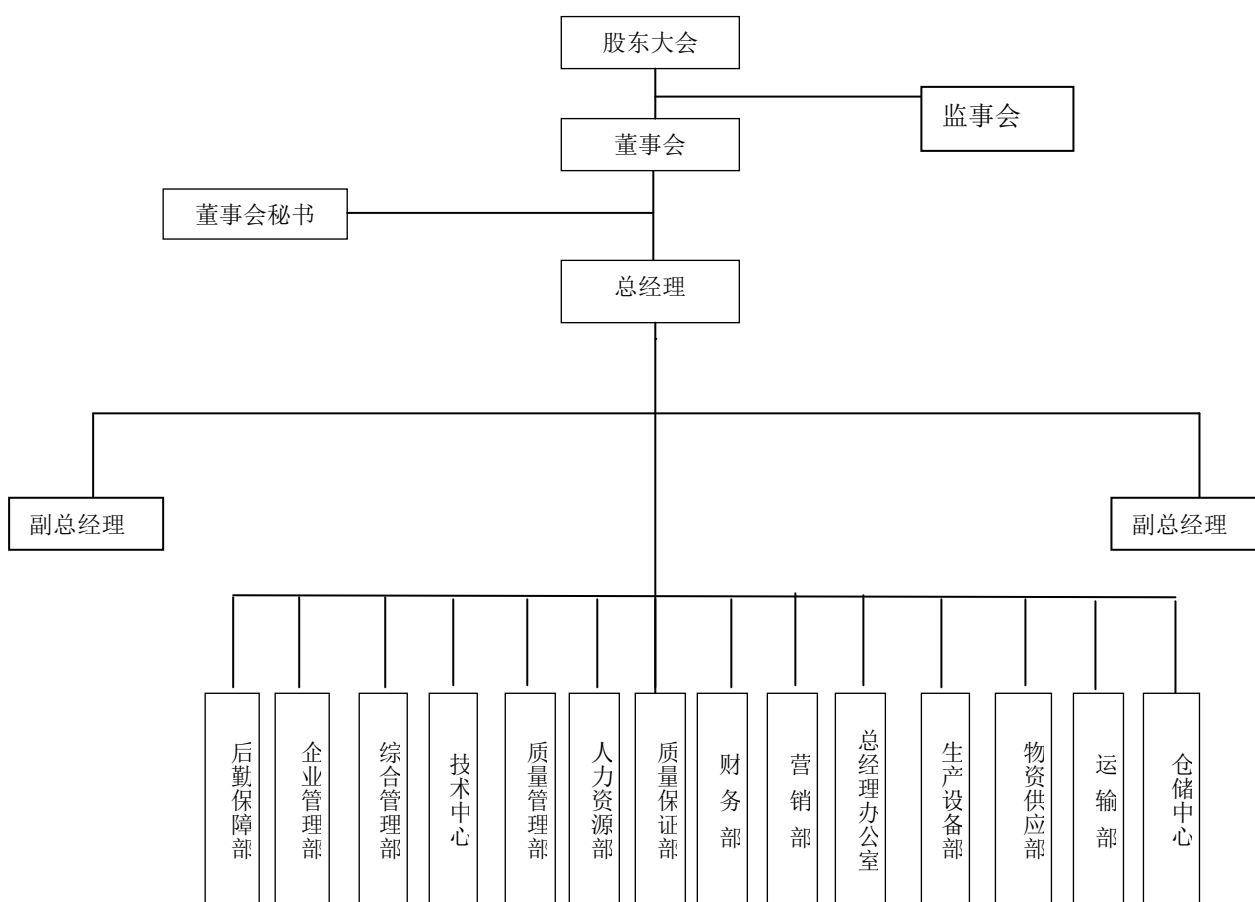 股东大会
监事会
董事会
董事会秘书
总经理
副总经理
副总经理
后勤保障部
企业管理部
综合管理部
技术中心
质量管理部
人力资源部
质量保证部
财务部
营销部
总经理办公室
生产设备部
物资供应部
运输部
仓储中心